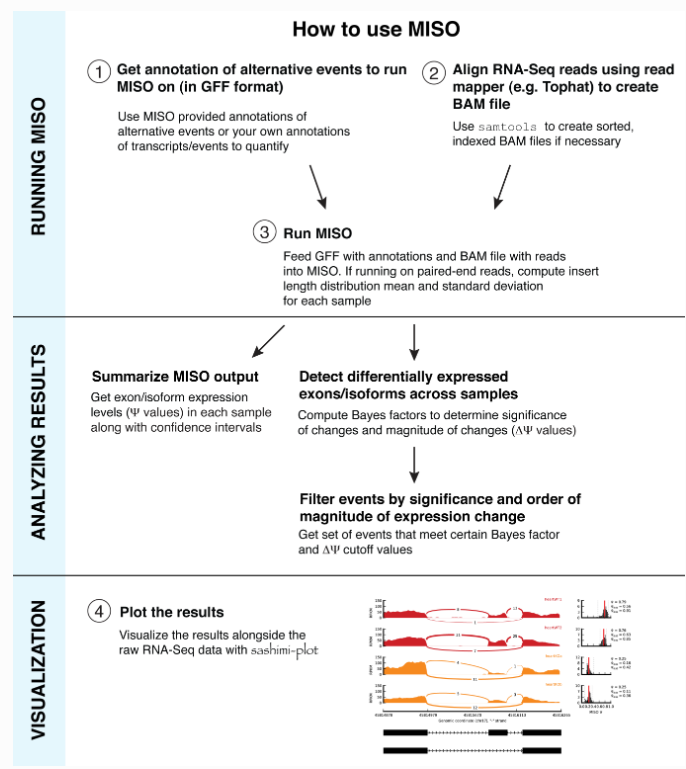 How to use MISO
RUNNING MISO
1 Get annotation of alternative events to run
MISO on (in GFF format)
Use MISO provided annotations of
alternative events or your own annotations
of transcripts/events to quantify
2 Align RNA-Seq reads using read
mapper (e.g. Tophat) to create
BAM file
Use samtools to create sorted,
indexed BAM files if necessary
3 Run MISO
Feed GFF with annotations and BAM file with reads
into MISO. If running on paired-end reads, compute insert
length distribution mean and standard deviation
for each sample
ANALYZING RESULTS
Summarize MISO output
Get exon/isoform expression
levels (Ψ values) in each sample
along with confidence intervals
Detect differentially expressed
exons/isoforms across samples
Compute Bayes factors to determine significance
of changes and magnitude of changes (ΔΨ values)
Filter events by significance and order of
magnitude of expression change
Get set of events that meet certain Bayes factor
and ΔΨ cutoff values
VISUALIZATION
4 Plot the results
Visualize the results alongside the
raw RNA-Seq data with sashimi-plot